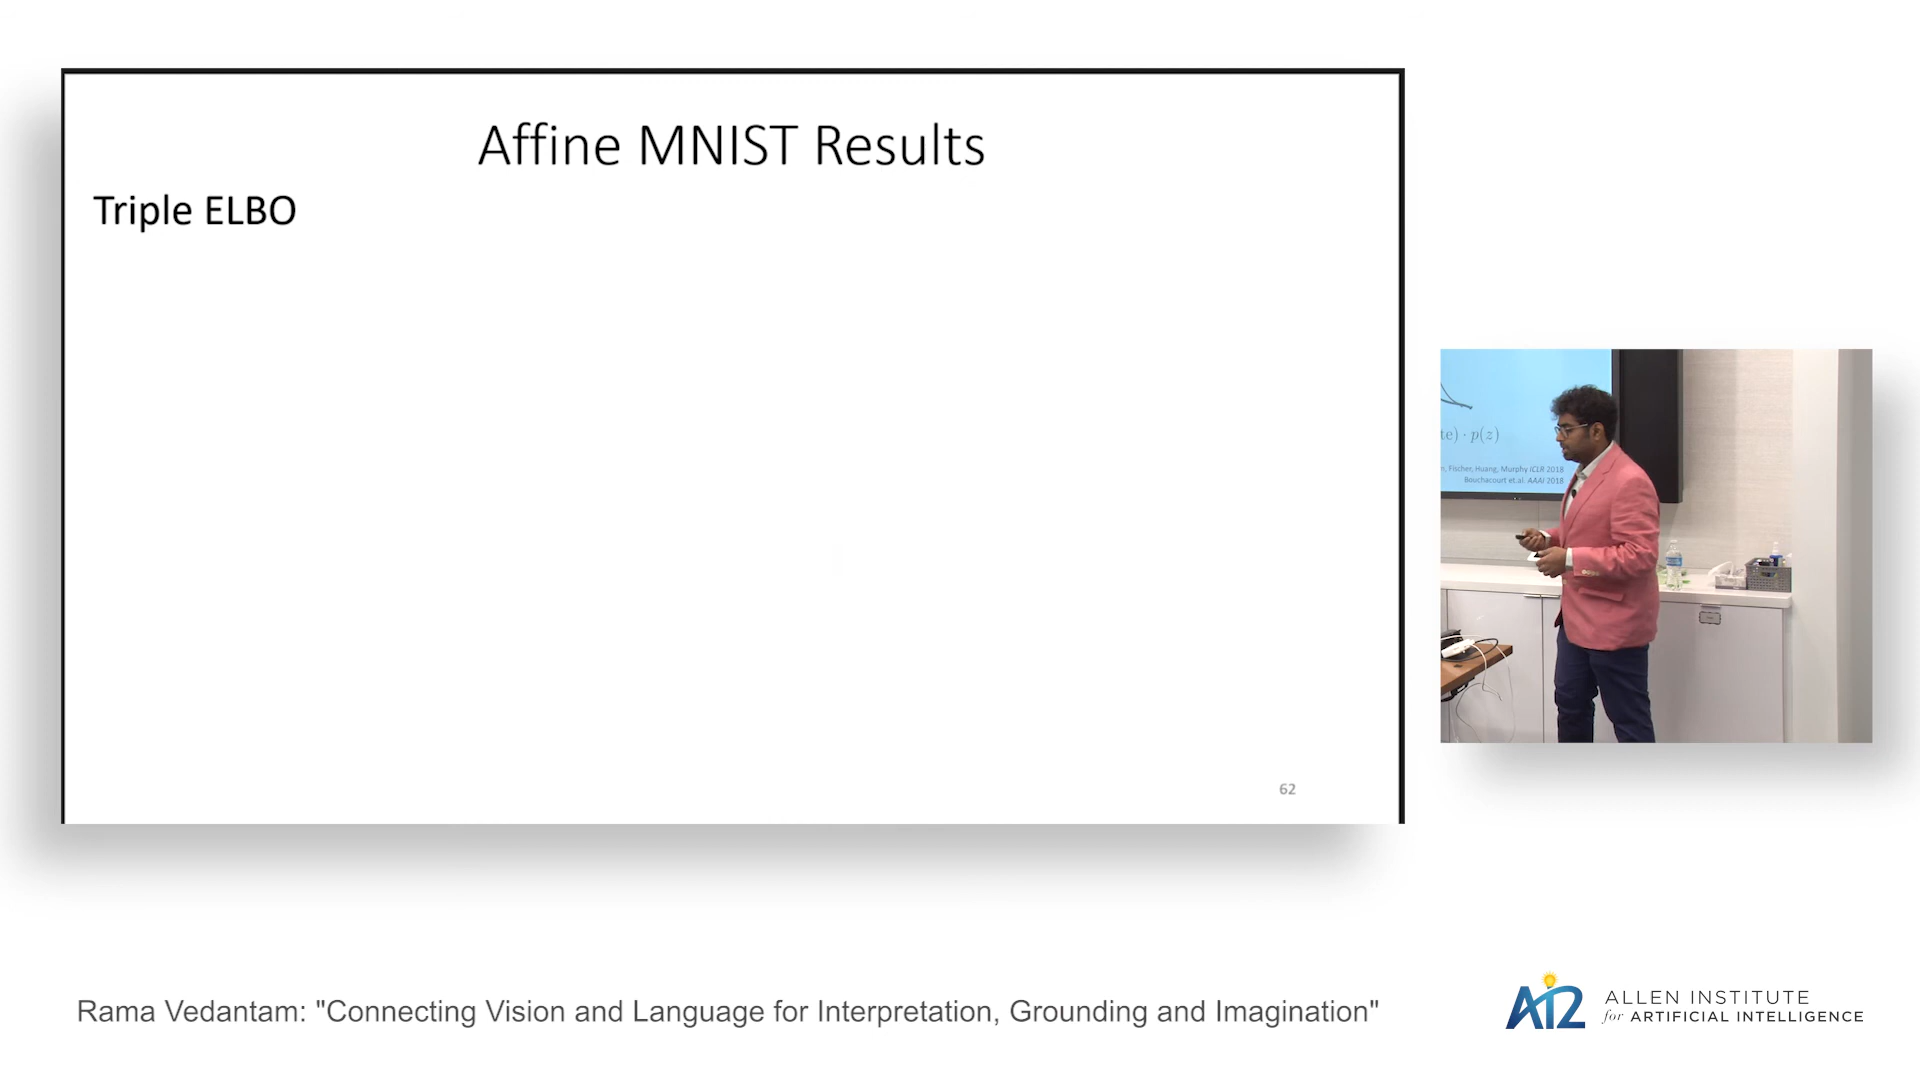 Affine MNIST Results
Triple ELBO
62
te) · p(z)
, Fischer, Huang, Murphy ICLR 2018
Bouchacourt et.al. AAAI 2018
Rama Vedantam: "Connecting Vision and Language for Interpretation, Grounding and Imagination"
AI2
ALLEN INSTITUTE
for ARTIFICIAL INTELLIGENCE